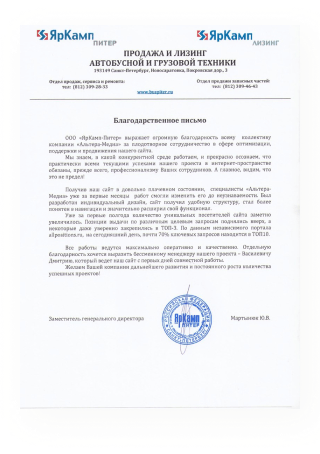 ЯрКамп
ПИТЕР
ЯрКамп
ЛИЗИНГ
ПРОДАЖА И ЛИЗИНГ
АВТОБУСНОЙ И ГРУЗОВОЙ ТЕХНИКИ
193149 Санкт-Петербург, Новосаратовка, Покровская дор., 3
Отдел продаж, сервиса и ремонта:
тел: (812) 309-28-53
Отдел продажи запасных частей:
тел: (812) 309-46-43
www.buspiter.ru
Благодарственное письмо
ООО «ЯрКамп-Питер» выражает огромную благодарность всему коллективу
компании «Альтера-Медиа» за плодотворное сотрудничество в сфере оптимизации,
поддержки и продвижения нашего сайта.
Мы знаем, в какой конкурентной среде работаем, и прекрасно осознаем, что
практически всеми текущими успехами нашего проекта в интернет-пространстве
обязаны, прежде всего, профессионализму Ваших сотрудников. А главное, видим, что
это не предел!
Получив наш сайт в довольно плачевном состоянии, специалисты «Альтера-
Медиа» уже за первые месяцы работ смогли изменить его до неузнаваемости. Был
разработан индивидуальный дизайн, сайт получил удобную структуру, стал более
понятен в навигации и значительно расширил свой функционал.
Уже за первые полгода количество уникальных посетителей сайта заметно
увеличилось. Позиции выдачи по различным целевым запросам поднялись вверх, а
некоторые даже уверенно закрепились в ТОП-3. По данным независимого портала
allpositions.ru, на сегодняшний день, почти 70% ключевых запросов находятся в ТОП10.
Все работы ведутся максимально оперативно и качественно. Отдельную
благодарность хочется выразить бессменному менеджеру нашего проекта – Василевичу
Дмитрию, который ведет наш сайт с первых дней совместной работы.
Желаем Вашей компании дальнейшего развития и постоянного роста количества
успешных проектов!
Заместитель генерального директора
Мартынюк Ю.В.
ЯрКамп
ПИТЕР